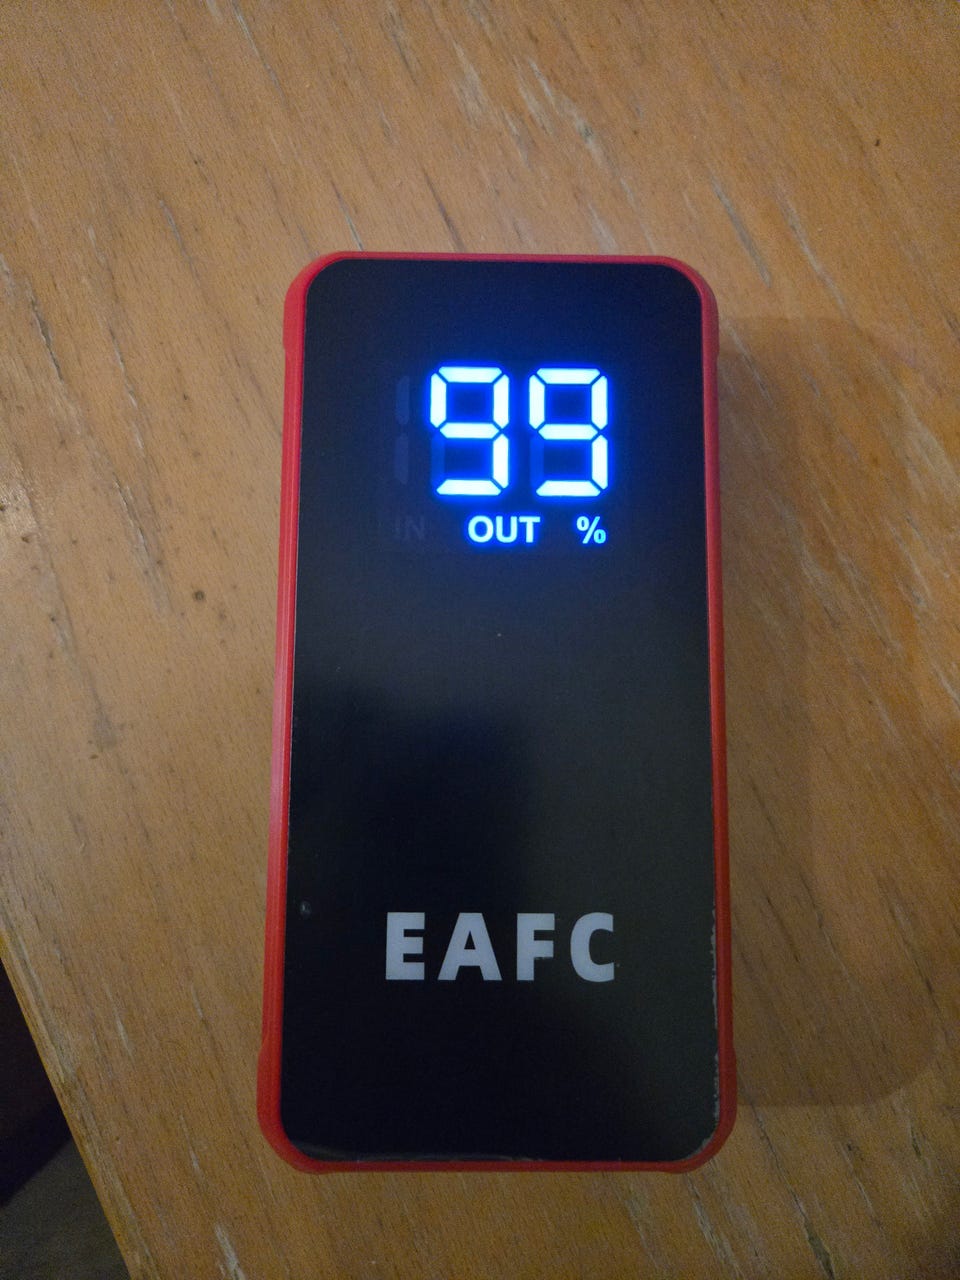 99
IN OUT %
EAFC